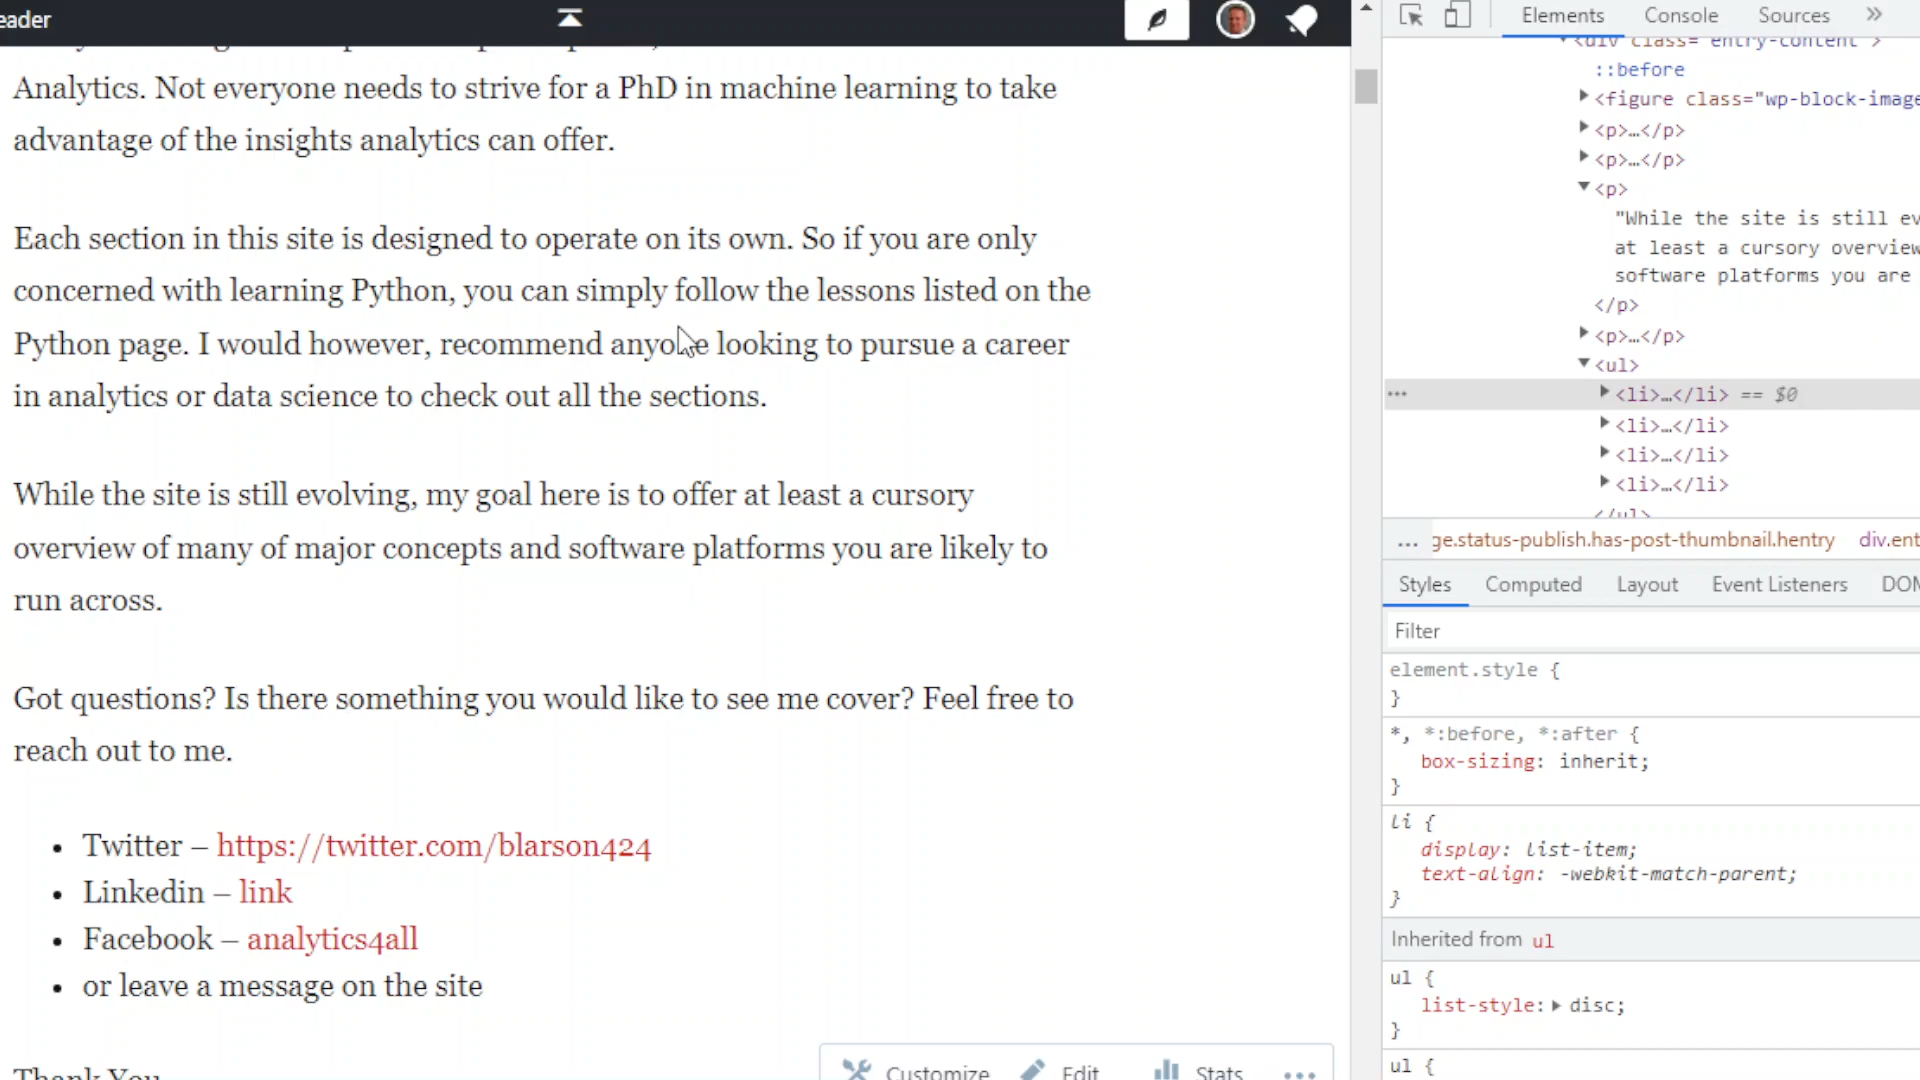 eader
Analytics. Not everyone needs to strive for a PhD in machine learning to take
advantage of the insights analytics can offer.
Each section in this site is designed to operate on its own. So if you are only
concerned with learning Python, you can simply follow the lessons listed on the
Python page. I would however, recommend anyone looking to pursue a career
in analytics or data science to check out all the sections.
While the site is still evolving, my goal here is to offer at least a cursory
overview of many of major concepts and software platforms you are likely to
run across.
Got questions? Is there something you would like to see me cover? Feel free to
reach out to me.
• Twitter – https://twitter.com/blarson424
• Linkedin – link
• Facebook – analytics4all
• or leave a message on the site
Thank You
Customize Edit Stats ...
Elements Console Sources »
<div class="entry-content">
::before
<figure class="wp-block-image
<p>…</p>
<p>…</p>
<p>
"While the site is still ev
at least a cursory overview
software platforms you are
</p>
<p>…</p>
<ul>
... <li>…</li> == $0
<li>…</li>
<li>…</li>
<li>…</li>
</ul>
... ge.status-publish.has-post-thumbnail.hentry div.ent
Styles Computed Layout Event Listeners DOM
Filter
element.style {
}
*, *:before, *:after {
box-sizing: inherit;
}
li {
display: list-item;
text-align: -webkit-match-parent;
}
Inherited from ul
ul {
list-style: ▶ disc;
}
ul {